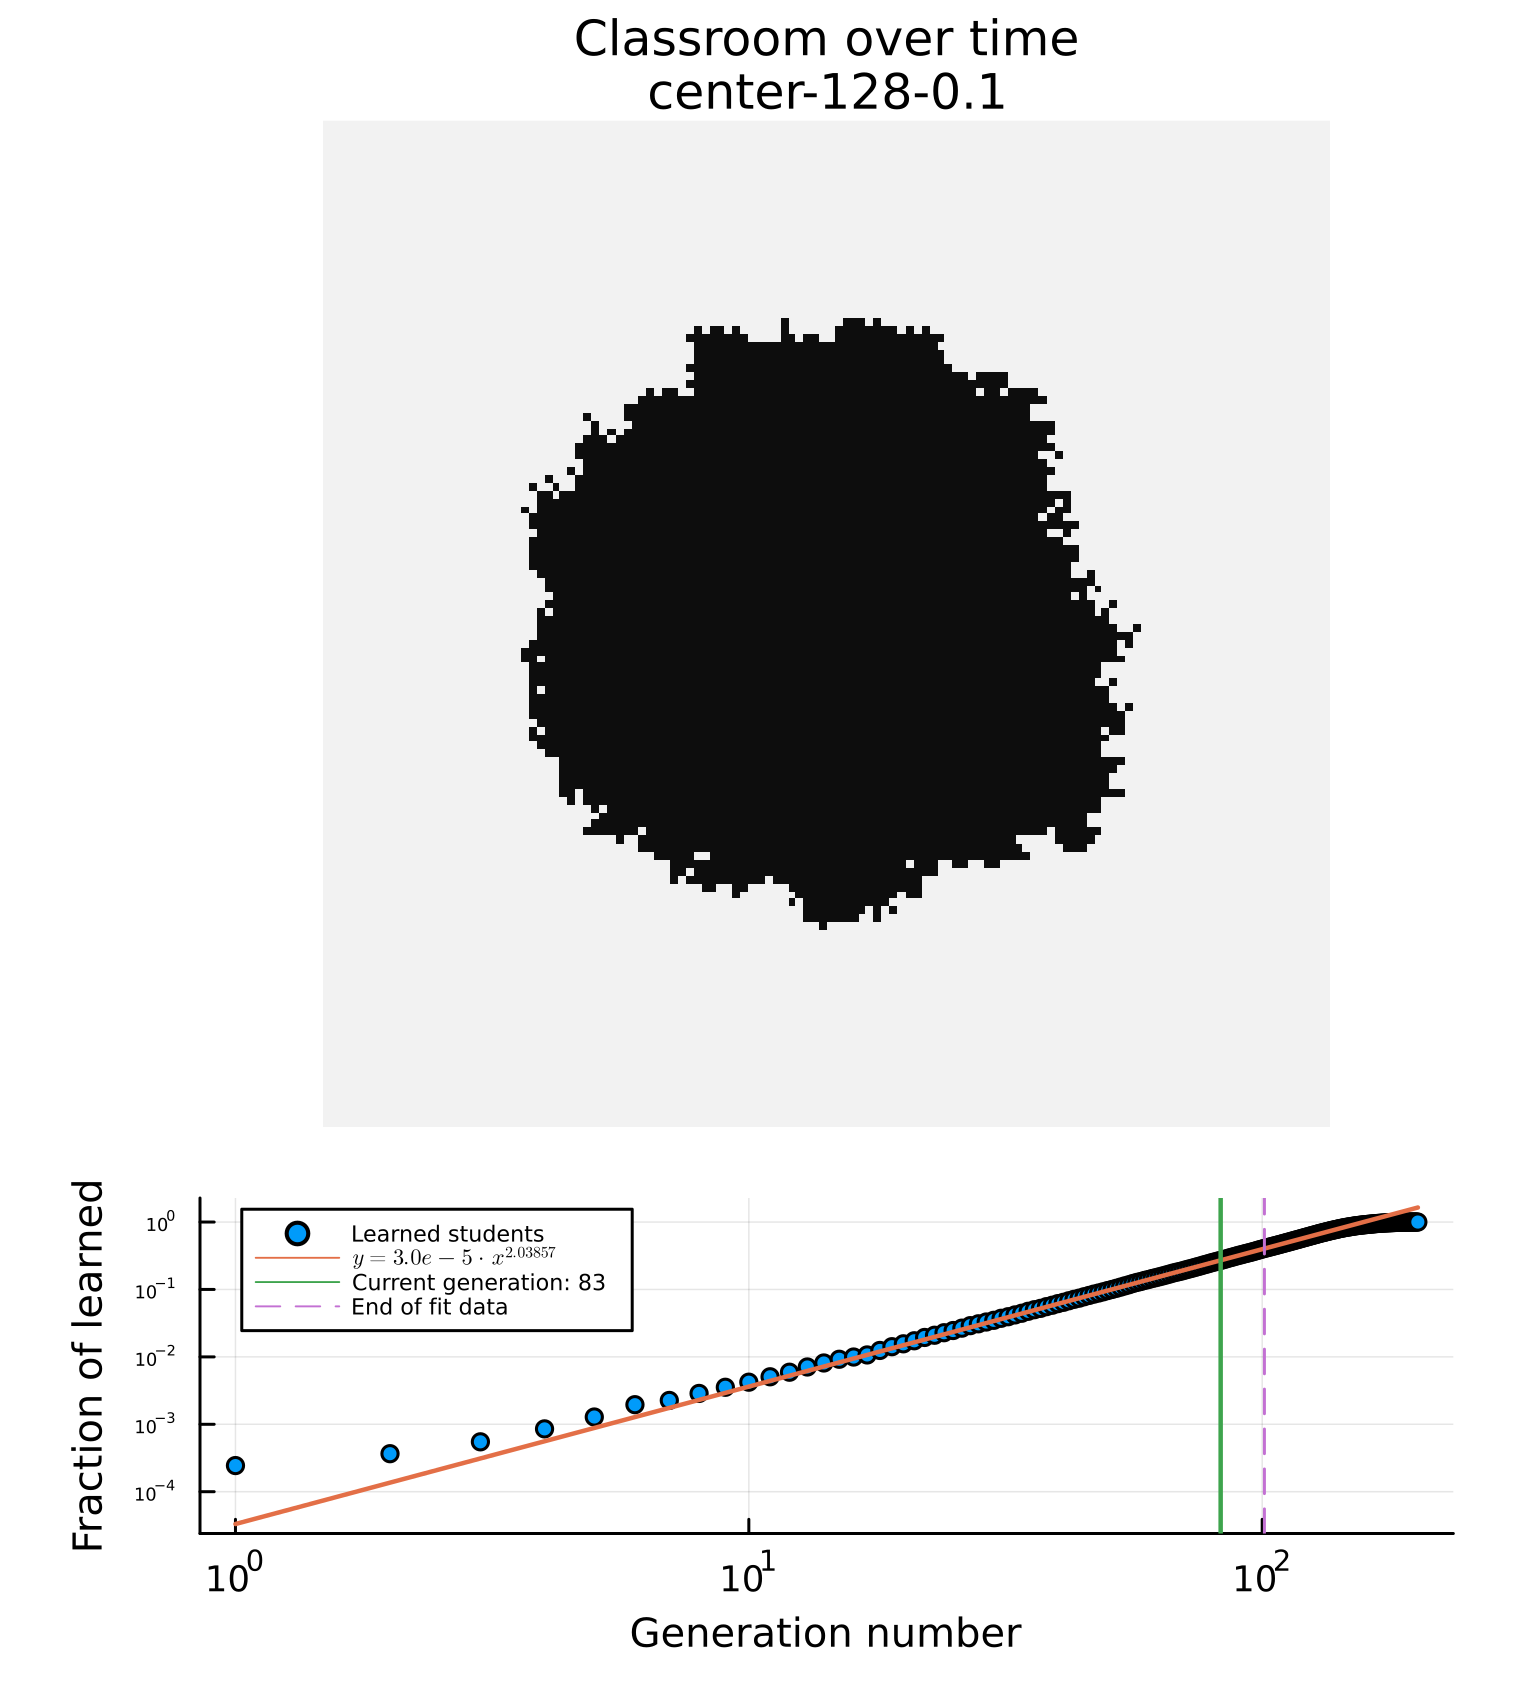 Classroom over time
center-128-0.1
Fraction of learned
10^0
10^−1
10^−2
10^−3
10^−4
Learned students
y = 3.0e − 5 · x^2.03857
Current generation: 83
End of fit data
10^0 10^1 10^2
Generation number